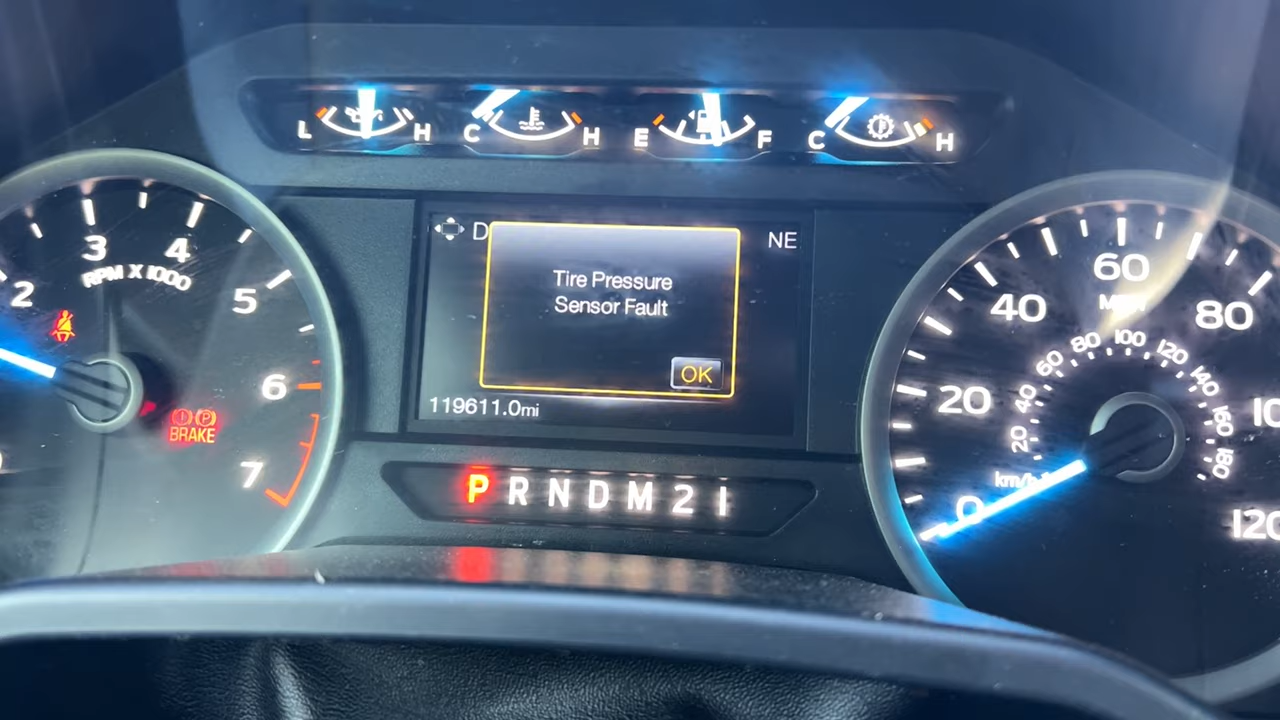 L H C H E F C H
2 3 4 5 6 7
RPM X 1000
D
NE
Tire Pressure
Sensor Fault
OK
119611.0mi
BRAKE
P R N D M 2 1
0 20 40 60 80
120
MPH
20 40 60 80 100 120 140 160 180
km/h